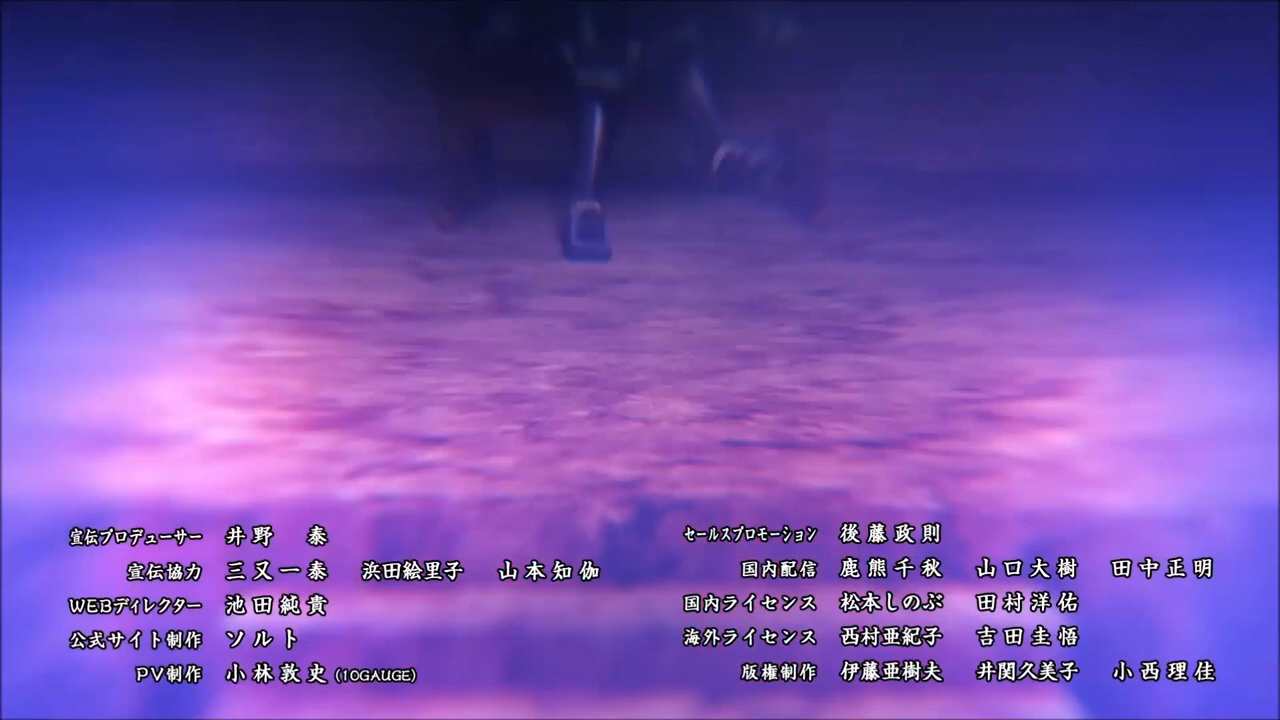 宣伝プロデューサー 井野 泰
宣伝協力 三又一泰 浜田絵里子 山本知伽
WEBディレクター 池田純貴
公式サイト制作 ソルト
PV制作 小林敦史(10GAUGE)
セールスプロモーション 後藤政則
国内配信 鹿熊千秋 山口大樹 田中正明
国内ライセンス 松本しのぶ 田村洋佑
海外ライセンス 西村亜紀子 吉田圭悟
版権制作 伊藤亜樹夫 井関久美子 小西理佳